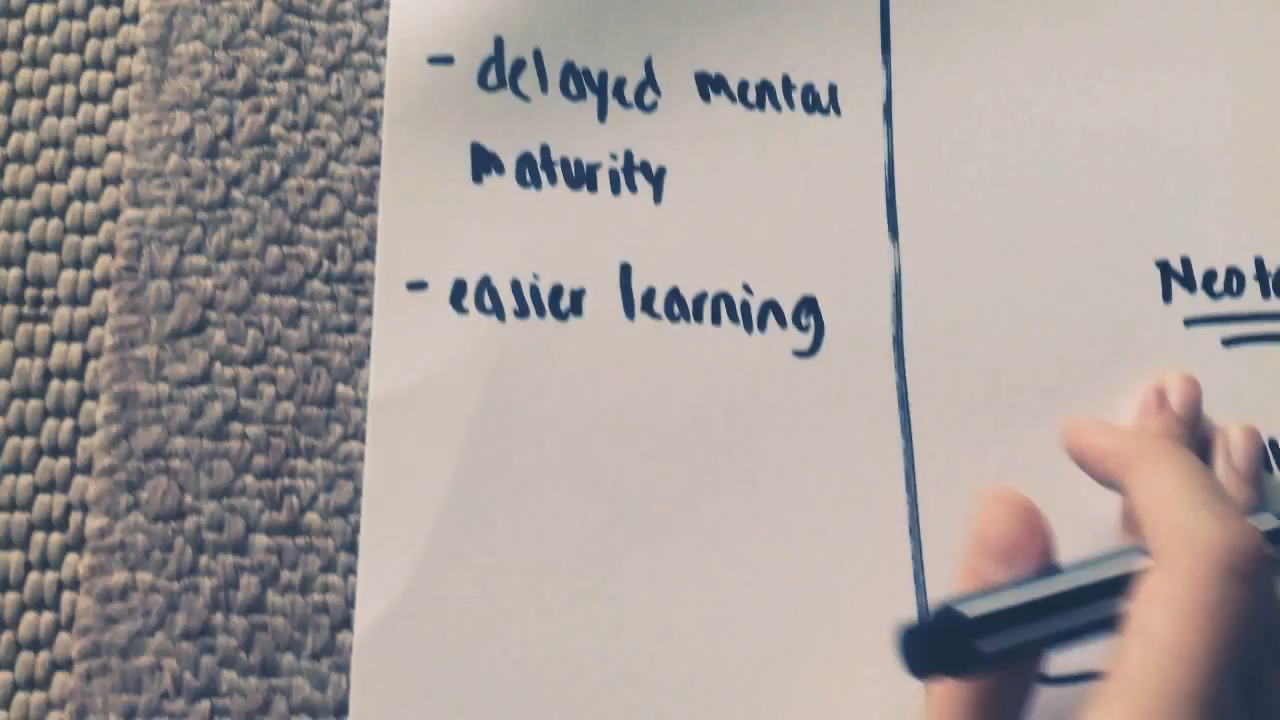 - delayed mental
maturity
- easier learning